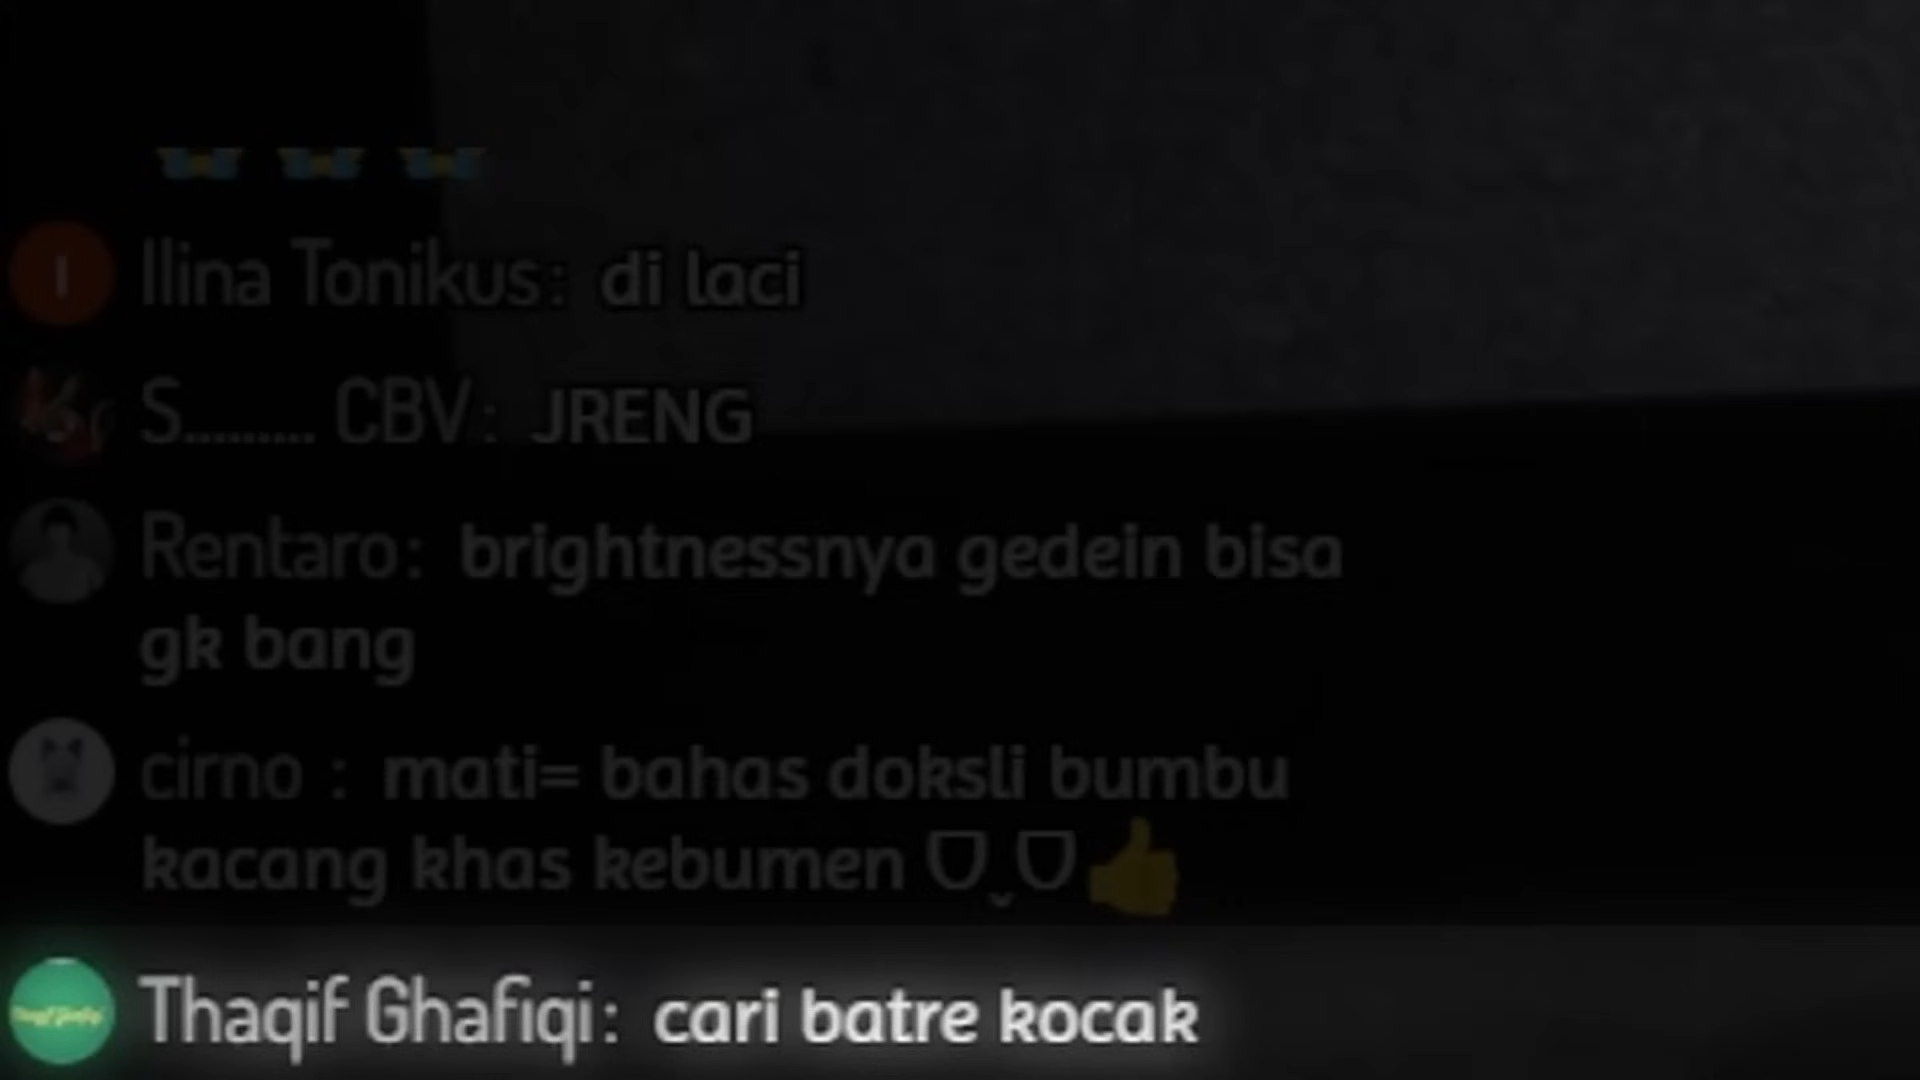 Ilina Tonikus: di laci
S......... CBV: JRENG
Rentaro: brightnessnya gedein bisa
gk bang
cirno : mati= bahas doksli bumbu
kacang khas kebumen ᗜˬᗜ👍
Thaqif Ghafiqi: cari batre kocak